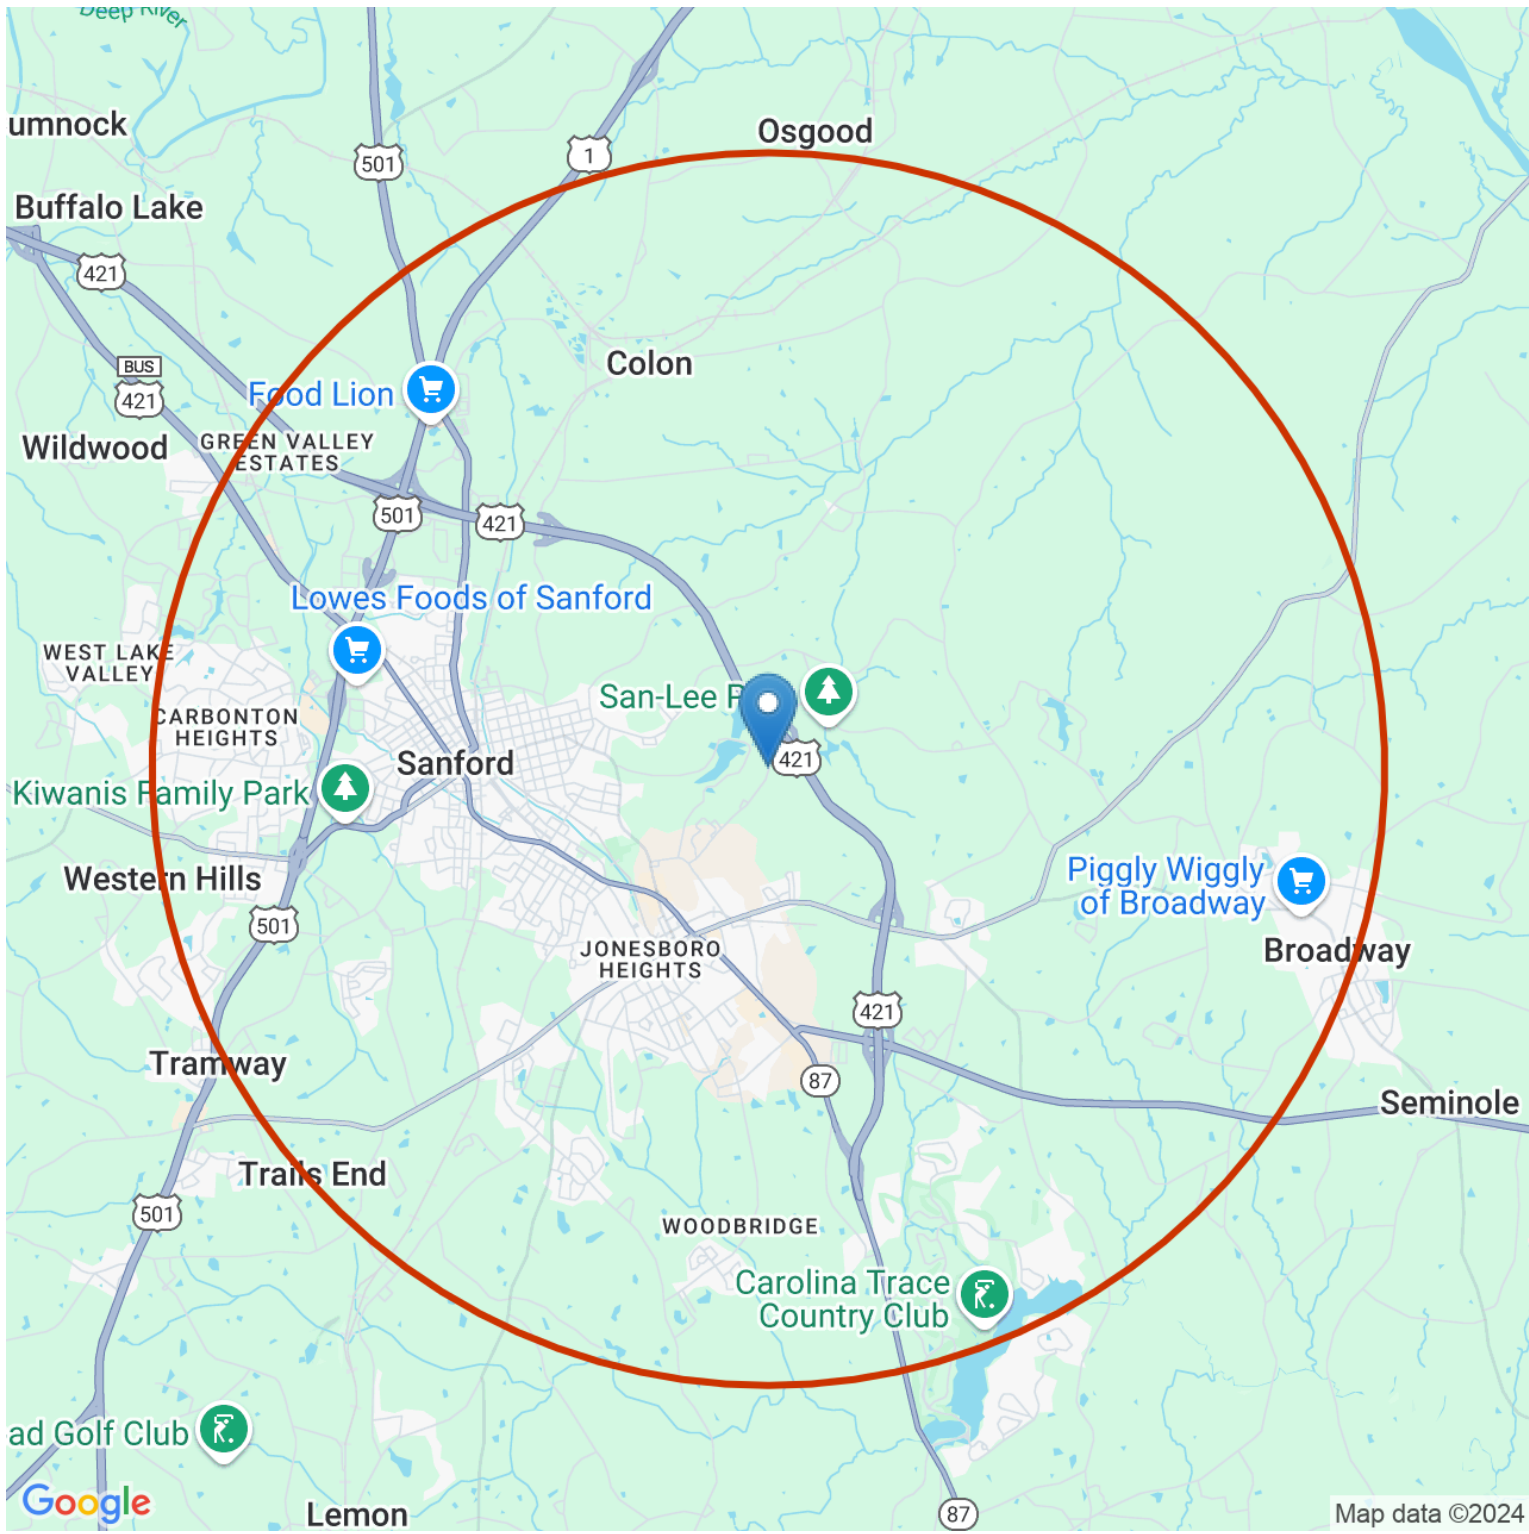 Deep River
umnock
Osgood
501
1
Buffalo Lake
421
BUS
421
Food Lion
Colon
Wildwood
GREEN VALLEY
ESTATES
501
421
Lowes Foods of Sanford
WEST LAKE
VALLEY
San-Lee P
CARBONTON
HEIGHTS
Sanford
421
Kiwanis Family Park
Western Hills
Piggly Wiggly
of Broadway
501
JONESBORO
HEIGHTS
Broadway
421
Tramway
87
Seminole
Trails End
501
WOODBRIDGE
Carolina Trace
Country Club
ad Golf Club
Google
Lemon
87
Map data ©2024